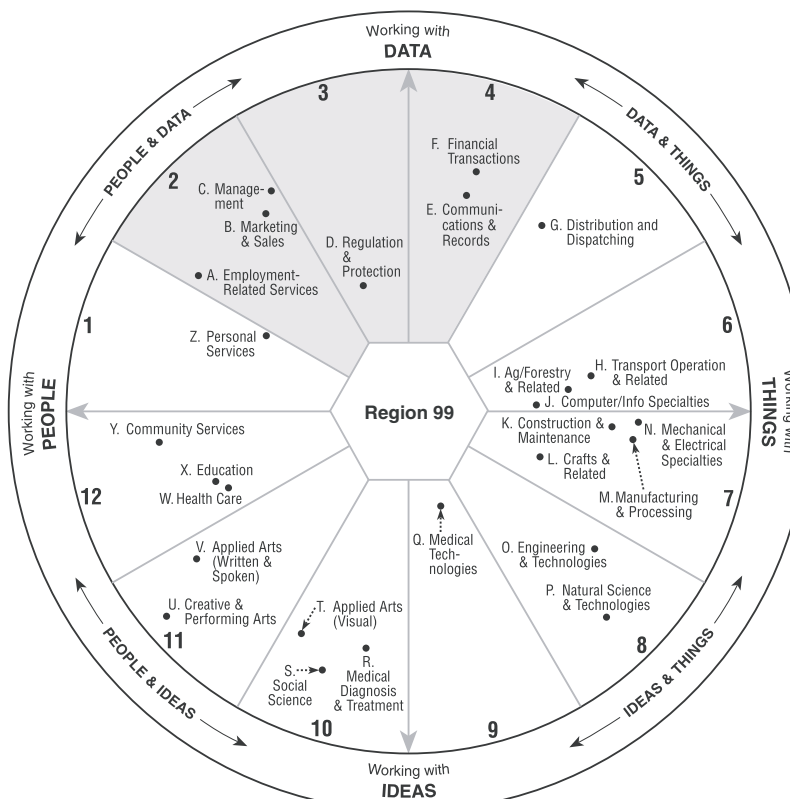 Working with
DATA
PEOPLE & DATA
DATA & THINGS
3
4
2
5
F. Financial
Transactions
C. Manage-
ment
B. Marketing
& Sales
E. Communi-
cations &
Records
G. Distribution and
Dispatching
D. Regulation
&
Protection
A. Employment-
Related Services
1
6
Z. Personal
Services
H. Transport Operation
& Related
I. Ag/Forestry
& Related
J. Computer/Info Specialties
Working with
PEOPLE
Region 99
THINGS
Working with
Y. Community Services
K. Construction &
Maintenance
N. Mechanical
& Electrical
Specialties
X. Education
W. Health Care
L. Crafts &
Related
M. Manufacturing
& Processing
12
7
Q. Medical
Tech-
nologies
V. Applied Arts
(Written &
Spoken)
O. Engineering
& Technologies
P. Natural Science
& Technologies
U. Creative &
Performing Arts
T. Applied Arts
(Visual)
11
8
S.
Social
Science
R.
Medical
Diagnosis
& Treatment
10
9
PEOPLE & IDEAS
IDEAS & THINGS
Working with
IDEAS